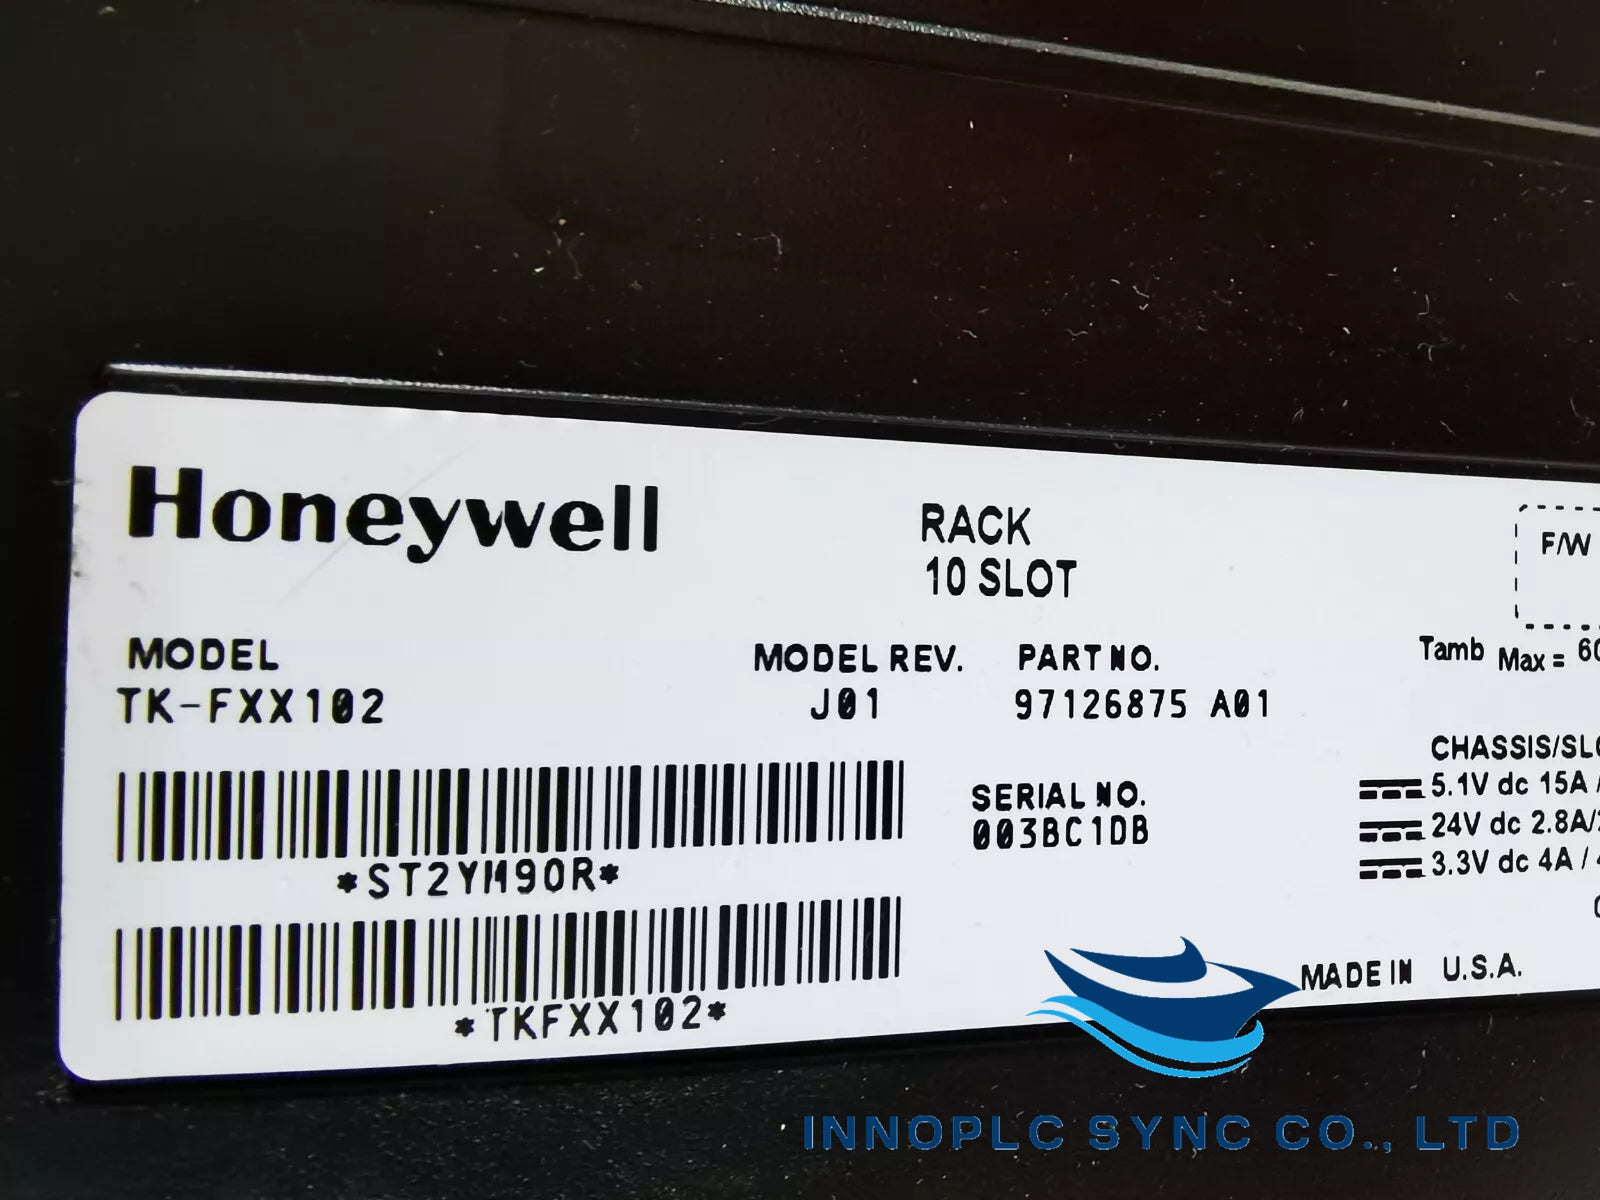 Honeywell
RACK
10 SLOT
F/W
MODEL
TK-FXX102
MODEL REV.
J01
PART NO.
97126875 A01
Tamb Max = 60
SERIAL NO.
003BC1DB
CHASSIS/SLO
5.1V dc 15A /
24V dc 2.8A/
3.3V dc 4A /
*ST2YM90R*
*TKFXX102*
MADE IN U.S.A.
INNOPLC SYNC CO., LTD